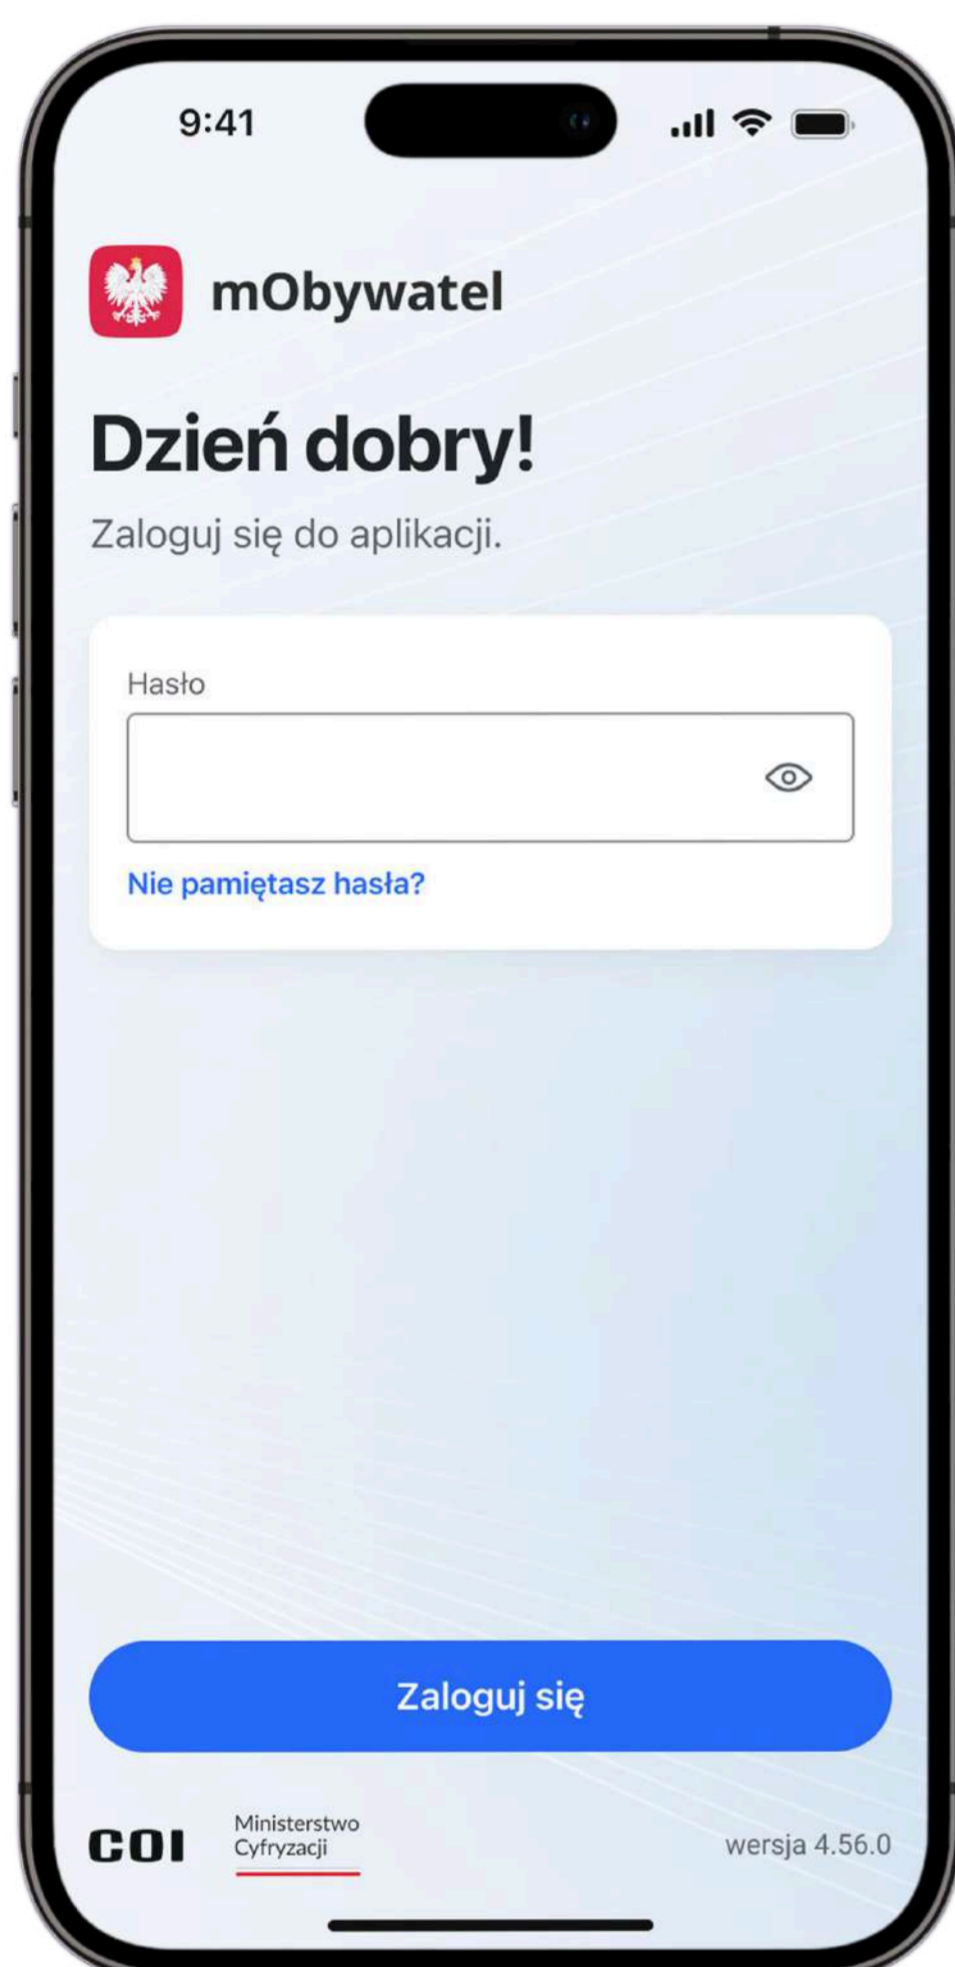 9:41
mObywatel
Dzień dobry!
Zaloguj się do aplikacji.
Hasło
Nie pamiętasz hasła?
Zaloguj się
COI
Ministerstwo
Cyfryzacji
wersja 4.56.0